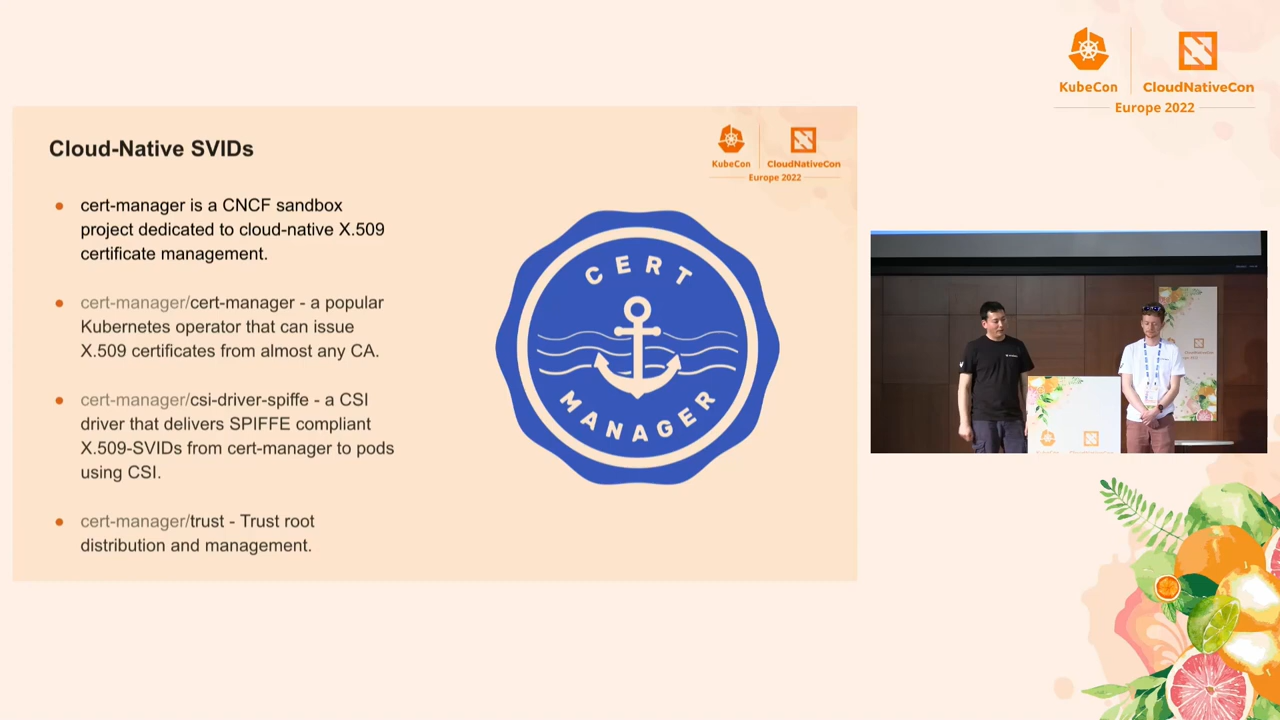 KubeCon
CloudNativeCon
Europe 2022
Cloud-Native SVIDs
KubeCon
CloudNativeCon
Europe 2022
cert-manager is a CNCF sandbox
project dedicated to cloud-native X.509
certificate management.
cert-manager/cert-manager - a popular
Kubernetes operator that can issue
X.509 certificates from almost any CA.
cert-manager/csi-driver-spiffe - a CSI
driver that delivers SPIFFE compliant
X.509-SVIDs from cert-manager to pods
using CSI.
cert-manager/trust - Trust root
distribution and management.
CERT
MANAGER